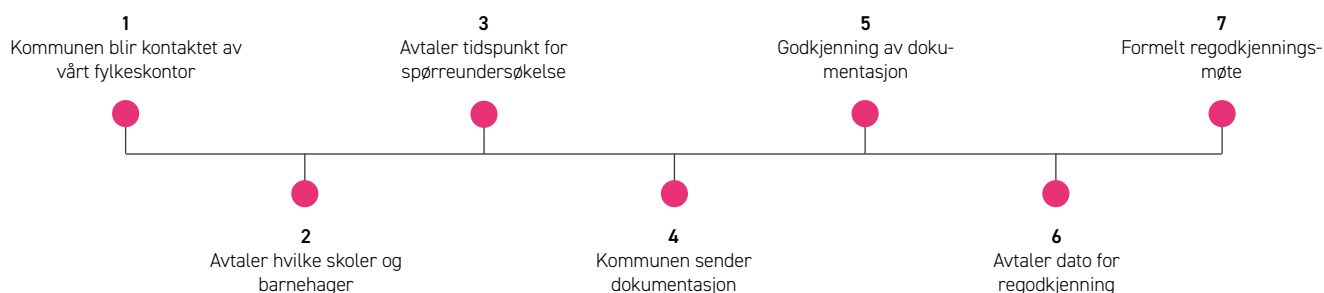 1
Kommunen blir kontaktet av
vårt fylkeskontor
2
Avtaler hvilke skoler og
barnehager
3
Avtaler tidspunkt for
spørreundersøkelse
4
Kommunen sender
dokumentasjon
5
Godkjenning av doku-
mentasjon
6
Avtaler dato for
regodkjenning
7
Formelt regodkjennings-
møte